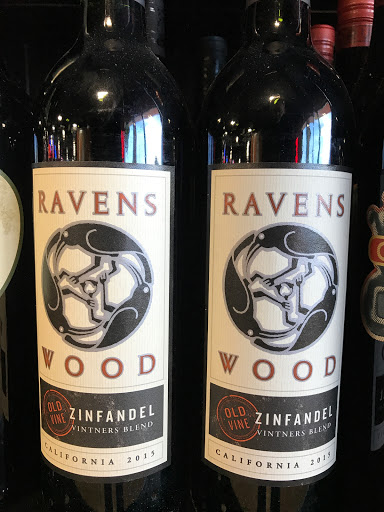 RAVENS
WOOD
OLD
VINE
ZINFANDEL
VINTNERS BLEND
CALIFORNIA 2015
RAVENS
WOOD
OLD
VINE
ZINFANDEL
VINTNERS BLEND
CALIFORNIA 2015